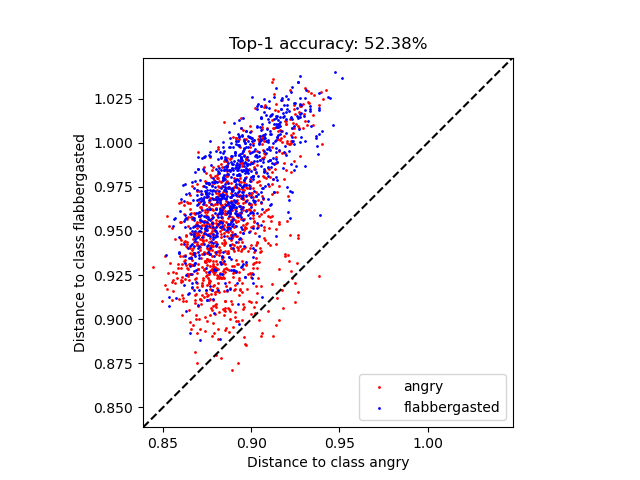 Top-1 accuracy: 52.38%
Distance to class flabbergasted
1.025
1.000
0.975
0.950
0.925
0.900
0.875
0.850
angry
flabbergasted
0.85 0.90 0.95 1.00
Distance to class angry